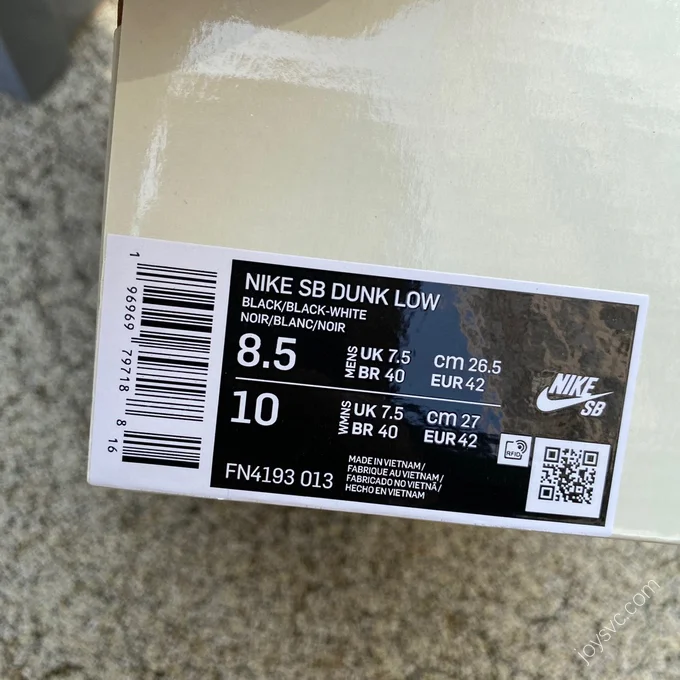 NIKE SB DUNK LOW
BLACK/BLACK-WHITE
NOIR/BLANC/NOIR
8.5
MENS
UK 7.5 cm 26.5
BR 40 EUR 42
10
WMNS
UK 7.5 cm 27
BR 40 EUR 42
FN4193 013
MADE IN VIETNAM/
FABRIQUE AU VIETNAM/
FABRICADO NO VIETNÃ/
HECHO EN VIETNAM
RFID
NIKE
SB
1 96969 79718 8 16
joysvc.com